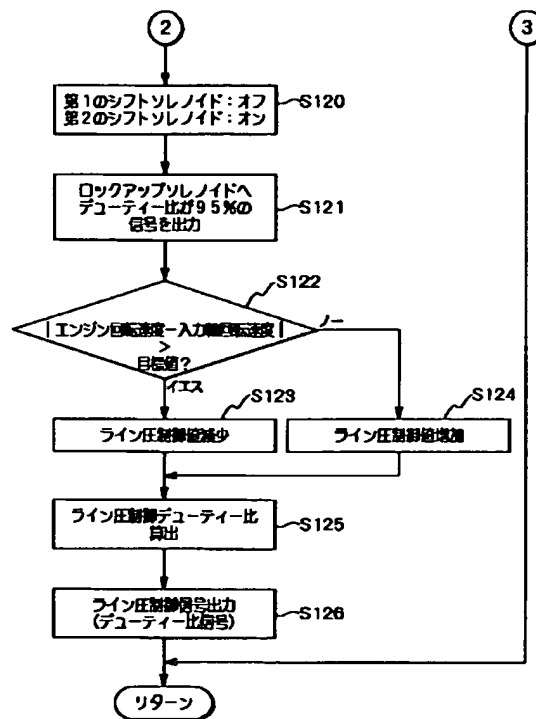 2
3
第1のシフトソレノイド:オフ
第2のシフトソレノイド:オン
S120
ロックアップソレノイドへ
デューティー比が95%の
信号を出力
S121
S122
|エンジン回転速度-入力軸回転速度|
>
目標値?
ノー
イエス
S123
S124
ライン圧制御値減少
ライン圧制御値増加
ライン圧制御デューティー比
算出
S125
ライン圧制御信号出力
(デューティー比信号)
S126
リターン